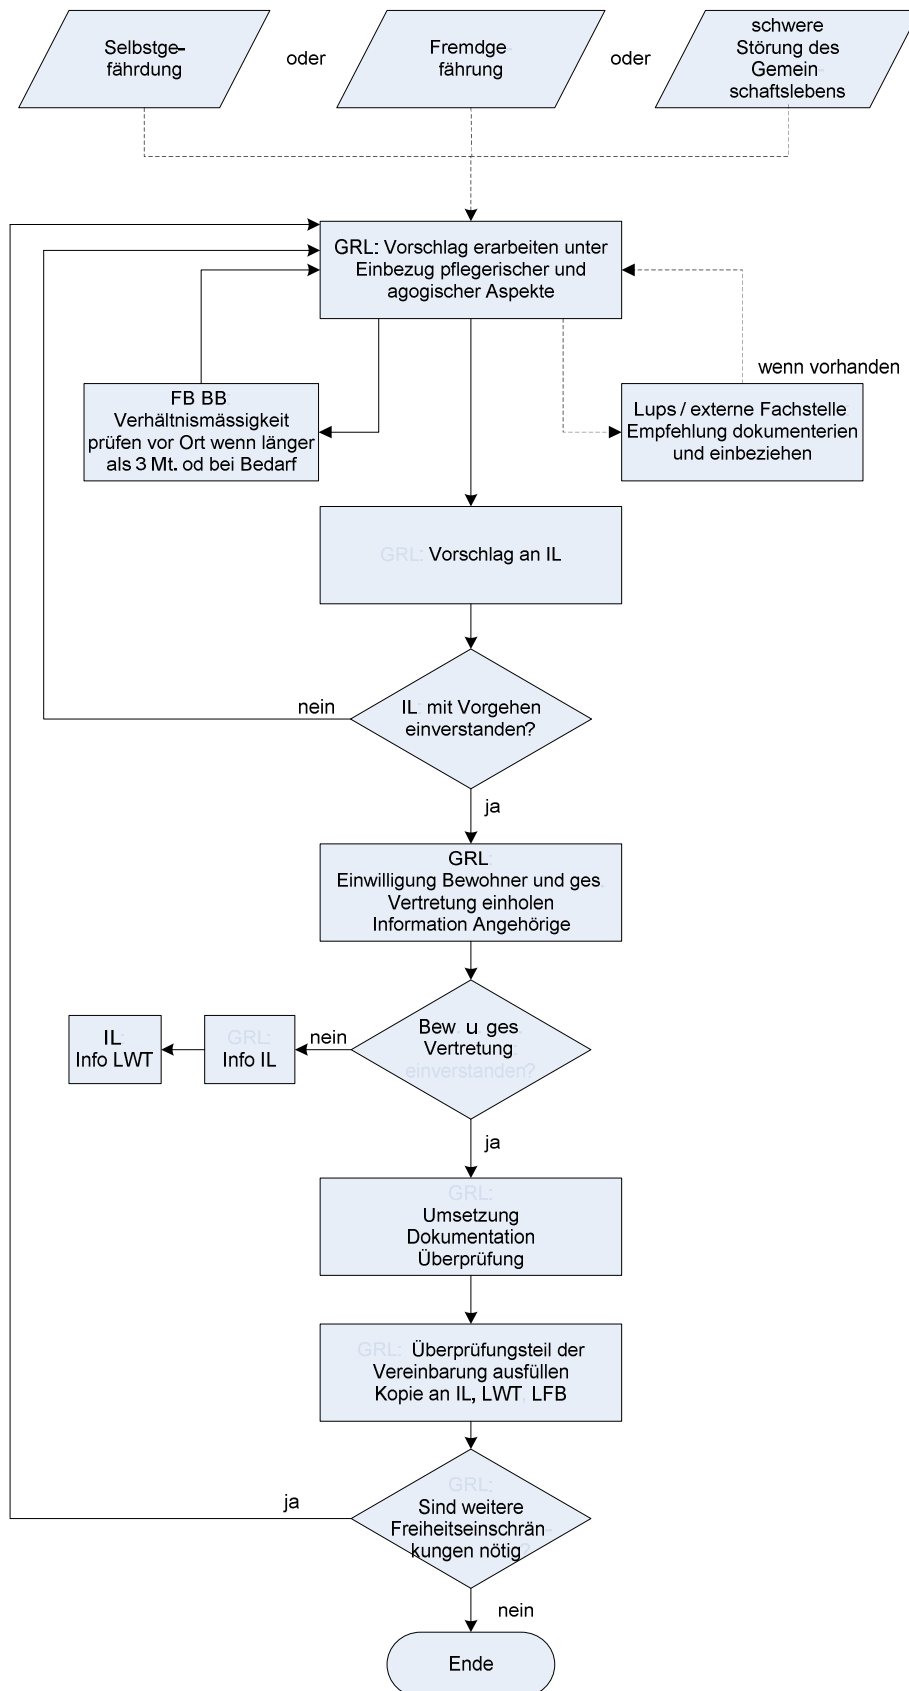 Selbstge-
fährdung
oder
Fremdge-
fährung
oder
schwere
Störung des
Gemein
schaftslebens
GRL: Vorschlag erarbeiten unter
Einbezug pflegerischer und
agogischer Aspekte
wenn vorhanden
FB BB
Verhältnismässigkeit
prüfen vor Ort wenn länger
als 3 Mt. od bei Bedarf
Lups / externe Fachstelle
Empfehlung dokumenterien
und einbeziehen
GRL: Vorschlag an IL
nein
IL: mit Vorgehen
einverstanden?
ja
GRL:
Einwilligung Bewohner und ges.
Vertretung einholen
Information Angehörige
IL:
Info LWT
GRL:
Info IL
nein
Bew. u. ges.
Vertretung
einverstanden?
ja
GRL:
Umsetzung
Dokumentation
Überprüfung
GRL: Überprüfungsteil der
Vereinbarung ausfüllen
Kopie an IL, LWT, LFB
ja
GRL:
Sind weitere
Freiheitseinschrän-
kungen nötig?
nein
Ende